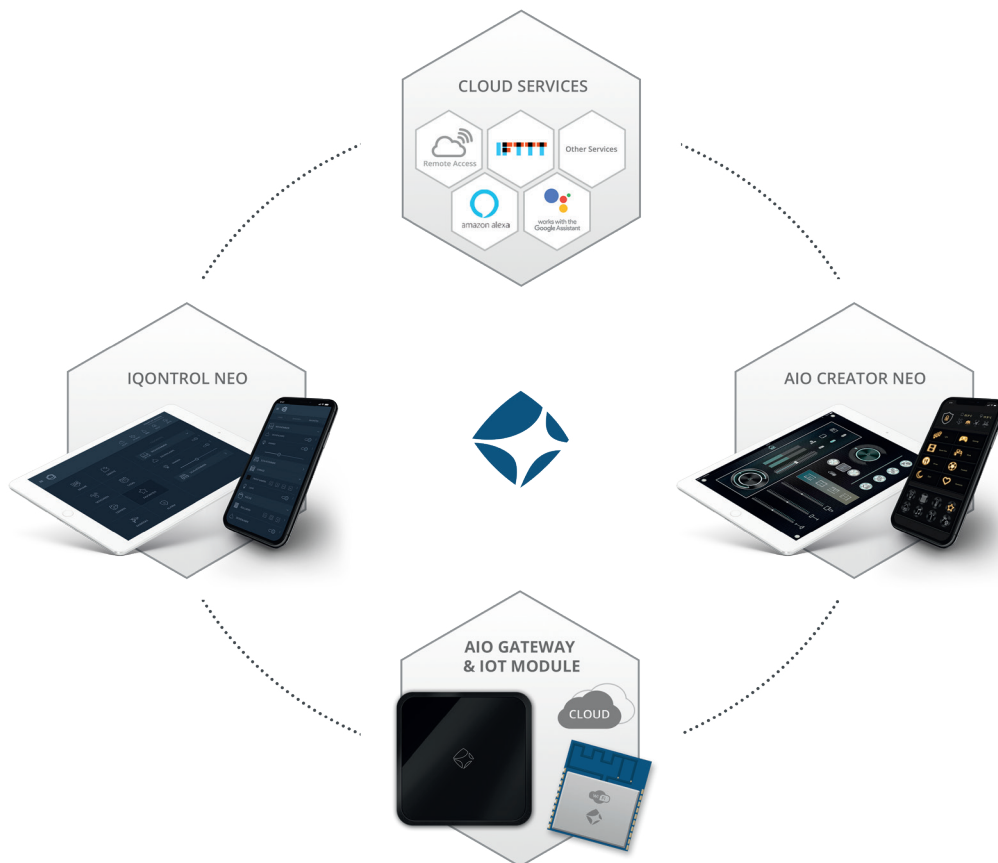 CLOUD SERVICES
Remote Access
IFTTT
Other Services
amazon alexa
works with the
Google Assistant
IQONTROL NEO
AIO CREATOR NEO
AIO GATEWAY
& IOT MODULE
CLOUD